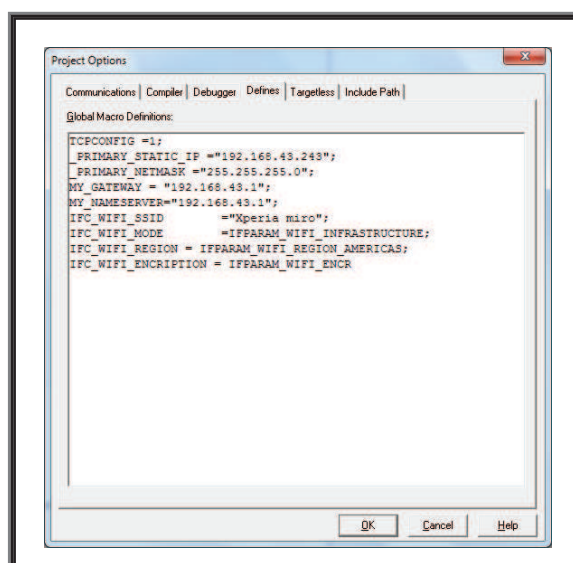 Project Options
Communications | Compiler | Debugger | Defines | Targetless | Include Path |
Global Macro Definitions:
TCPCONFIG =1;
_PRIMARY_STATIC_IP ="192.168.43.243";
_PRIMARY_NETMASK ="255.255.255.0";
MY_GATEWAY = "192.168.43.1";
MY_NAMESERVER="192.168.43.1";
IFC_WIFI_SSID ="Xperia miro";
IFC_WIFI_MODE =IFPARAM_WIFI_INFRASTRUCTURE;
IFC_WIFI_REGION = IFPARAM_WIFI_REGION_AMERICAS;
IFC_WIFI_ENCRIPTION = IFPARAM_WIFI_ENCR
OK Cancel Help